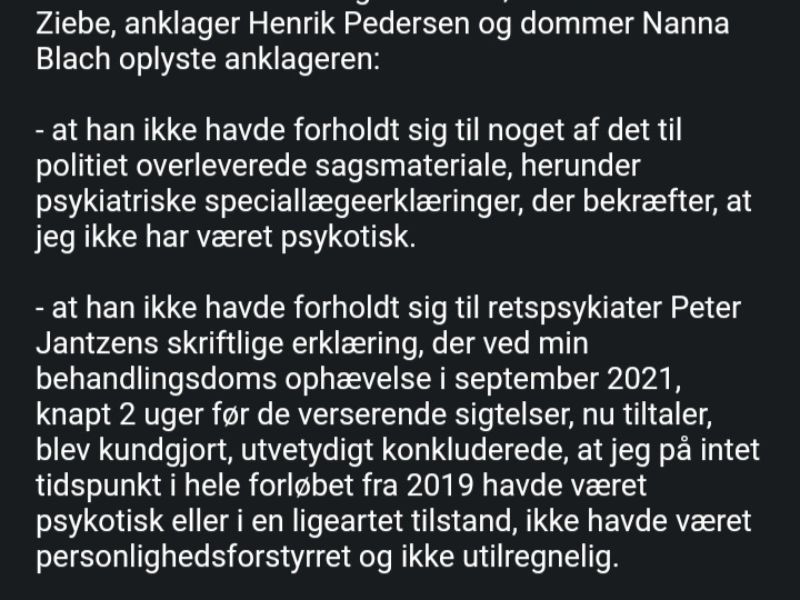 Ziebe, anklager Henrik Pedersen og dommer Nanna
Blach oplyste anklageren:
- at han ikke havde forholdt sig til noget af det til
politiet overleverede sagsmateriale, herunder
psykiatriske speciallægeerklæringer, der bekræfter, at
jeg ikke har været psykotisk.
- at han ikke havde forholdt sig til retspsykiater Peter
Jantzens skriftlige erklæring, der ved min
behandlingsdoms ophævelse i september 2021,
knapt 2 uger før de verserende sigtelser, nu tiltaler,
blev kundgjort, utvetydigt konkluderede, at jeg på intet
tidspunkt i hele forløbet fra 2019 havde været
psykotisk eller i en ligeartet tilstand, ikke havde været
personlighedsforstyrret og ikke utilregnelig.